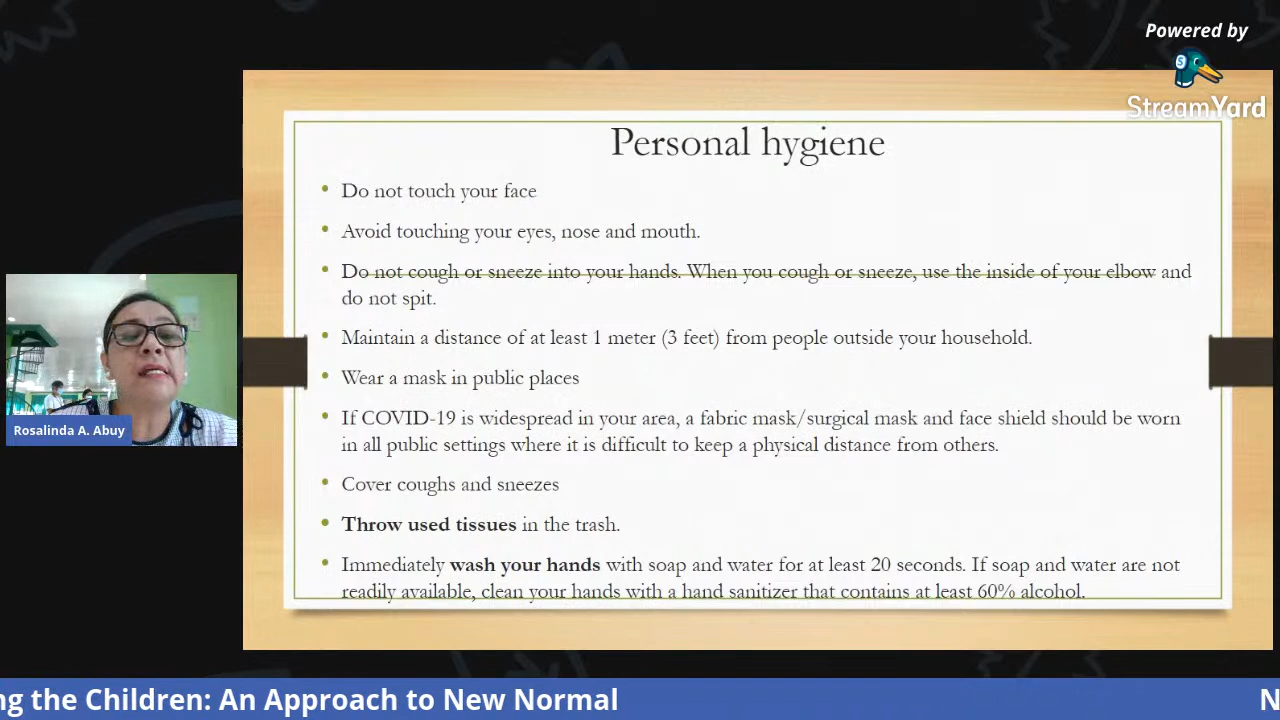 Powered by
StreamYard
Personal hygiene
• Do not touch your face
• Avoid touching your eyes, nose and mouth.
• Do not cough or sneeze into your hands. When you cough or sneeze, use the inside of your elbow and
do not spit.
• Maintain a distance of at least 1 meter (3 feet) from people outside your household.
• Wear a mask in public places
• If COVID-19 is widespread in your area, a fabric mask/surgical mask and face shield should be worn
in all public settings where it is difficult to keep a physical distance from others.
• Cover coughs and sneezes
• Throw used tissues in the trash.
• Immediately wash your hands with soap and water for at least 20 seconds. If soap and water are not
readily available, clean your hands with a hand sanitizer that contains at least 60% alcohol.
Rosalinda A. Abuy
ng the Children: An Approach to New Normal N